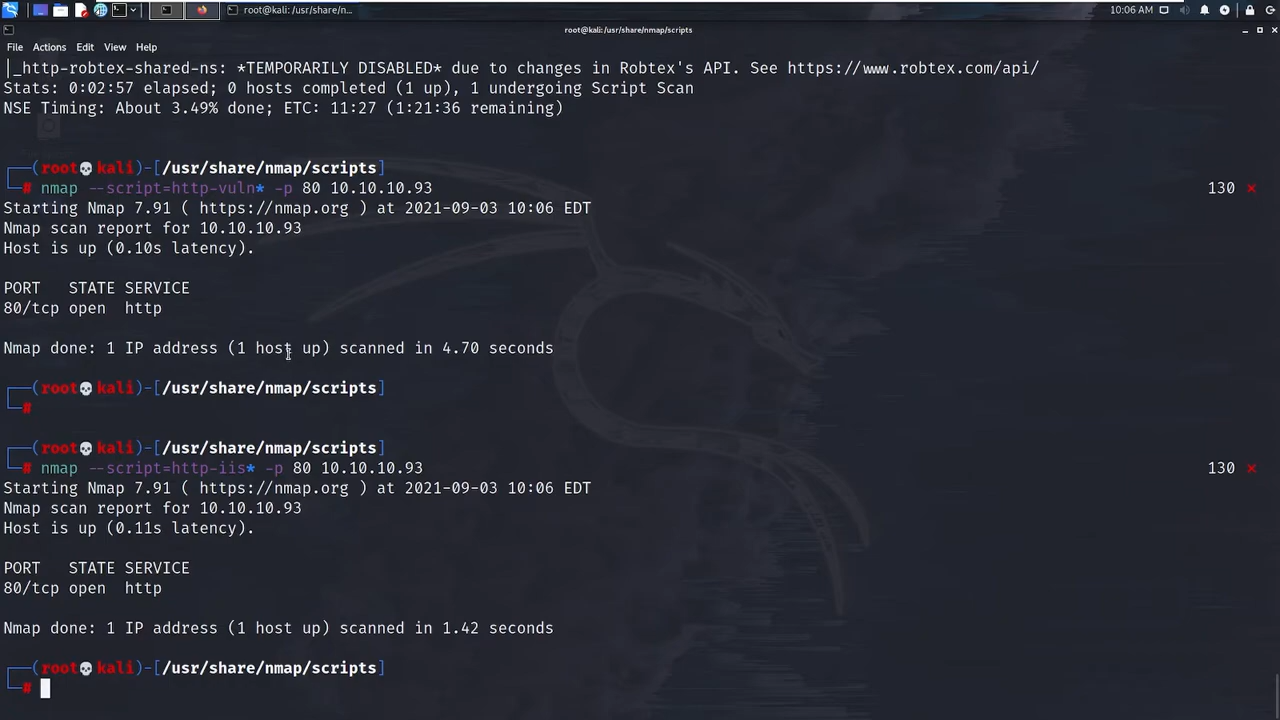 root@kali: /usr/share/n...
10:06 AM
root@kali:/usr/share/nmap/scripts
File Actions Edit View Help
|_http-robtex-shared-ns: *TEMPORARILY DISABLED* due to changes in Robtex's API. See https://www.robtex.com/api/
Stats: 0:02:57 elapsed; 0 hosts completed (1 up), 1 undergoing Script Scan
NSE Timing: About 3.49% done; ETC: 11:27 (1:21:36 remaining)
┌──(root💀kali)-[/usr/share/nmap/scripts]
└─# nmap --script=http-vuln* -p 80 10.10.10.93 130 ⨯
Starting Nmap 7.91 ( https://nmap.org ) at 2021-09-03 10:06 EDT
Nmap scan report for 10.10.10.93
Host is up (0.10s latency).
PORT STATE SERVICE
80/tcp open http
Nmap done: 1 IP address (1 host up) scanned in 4.70 seconds
┌──(root💀kali)-[/usr/share/nmap/scripts]
└─#
┌──(root💀kali)-[/usr/share/nmap/scripts]
└─# nmap --script=http-iis* -p 80 10.10.10.93 130 ⨯
Starting Nmap 7.91 ( https://nmap.org ) at 2021-09-03 10:06 EDT
Nmap scan report for 10.10.10.93
Host is up (0.11s latency).
PORT STATE SERVICE
80/tcp open http
Nmap done: 1 IP address (1 host up) scanned in 1.42 seconds
┌──(root💀kali)-[/usr/share/nmap/scripts]
└─#